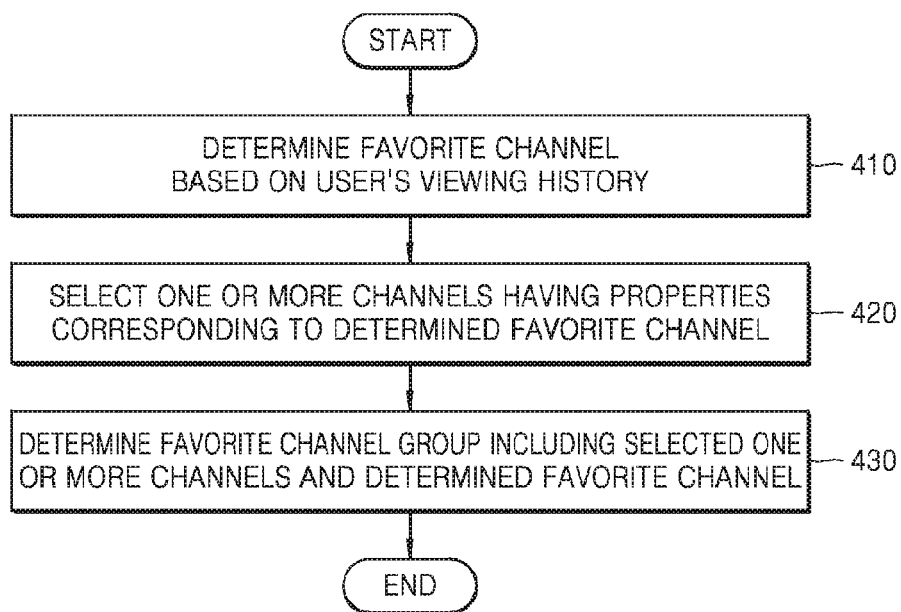 START
DETERMINE FAVORITE CHANNEL
BASED ON USER'S VIEWING HISTORY
410
SELECT ONE OR MORE CHANNELS HAVING PROPERTIES
CORRESPONDING TO DETERMINED FAVORITE CHANNEL
420
DETERMINE FAVORITE CHANNEL GROUP INCLUDING SELECTED ONE
OR MORE CHANNELS AND DETERMINED FAVORITE CHANNEL
430
END